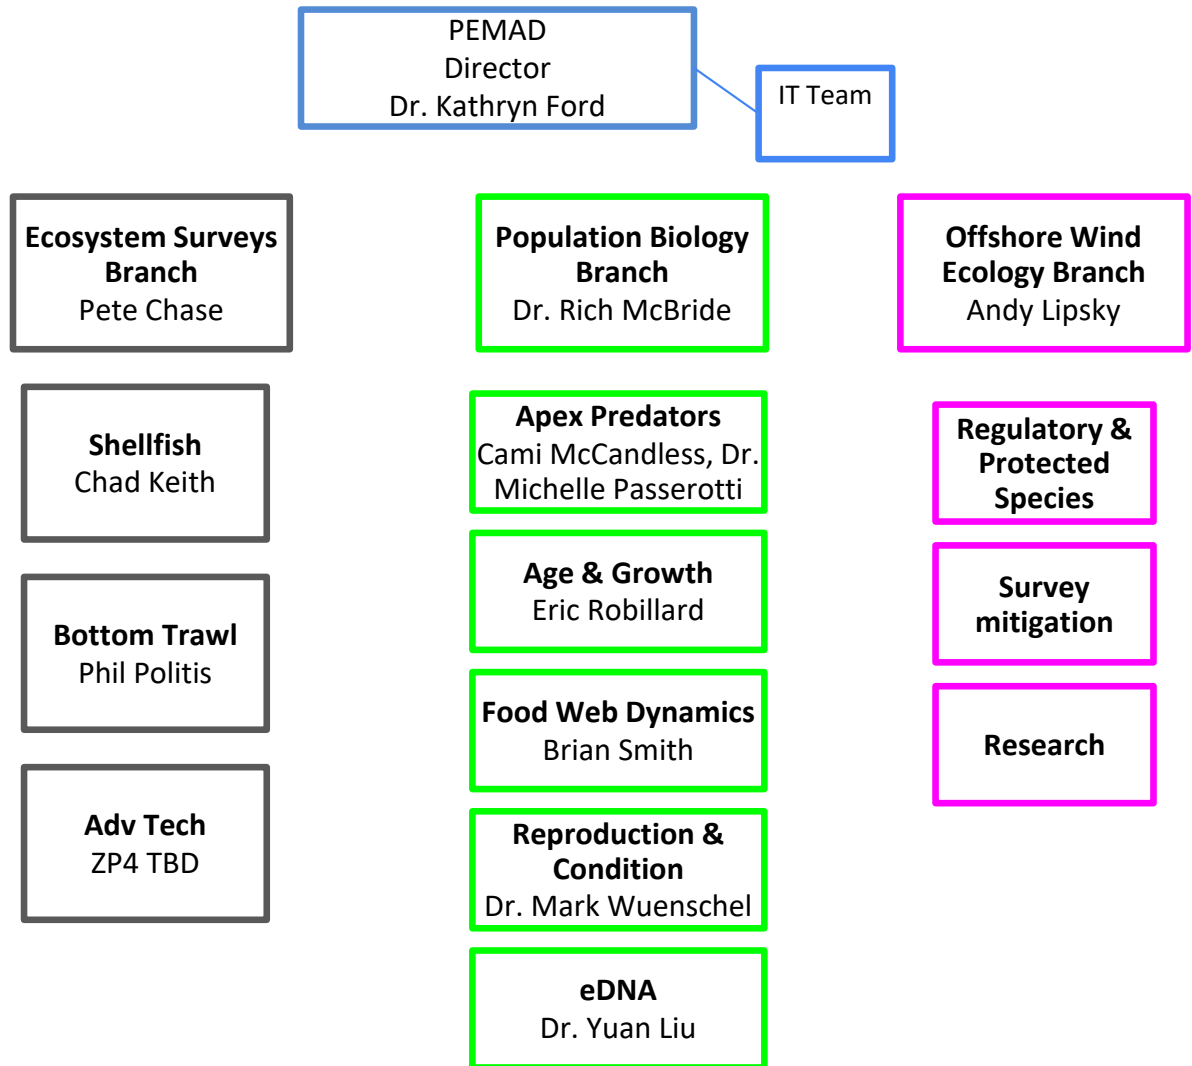 PEMAD
Director
Dr. Kathryn Ford
IT Team
Ecosystem Surveys
Branch
Pete Chase
Shellfish
Chad Keith
Bottom Trawl
Phil Politis
Adv Tech
ZP4 TBD
Population Biology
Branch
Dr. Rich McBride
Apex Predators
Cami McCandless, Dr.
Michelle Passerotti
Age & Growth
Eric Robillard
Food Web Dynamics
Brian Smith
Reproduction &
Condition
Dr. Mark Wuenschel
eDNA
Dr. Yuan Liu
Offshore Wind
Ecology Branch
Andy Lipsky
Regulatory &
Protected
Species
Survey
mitigation
Research